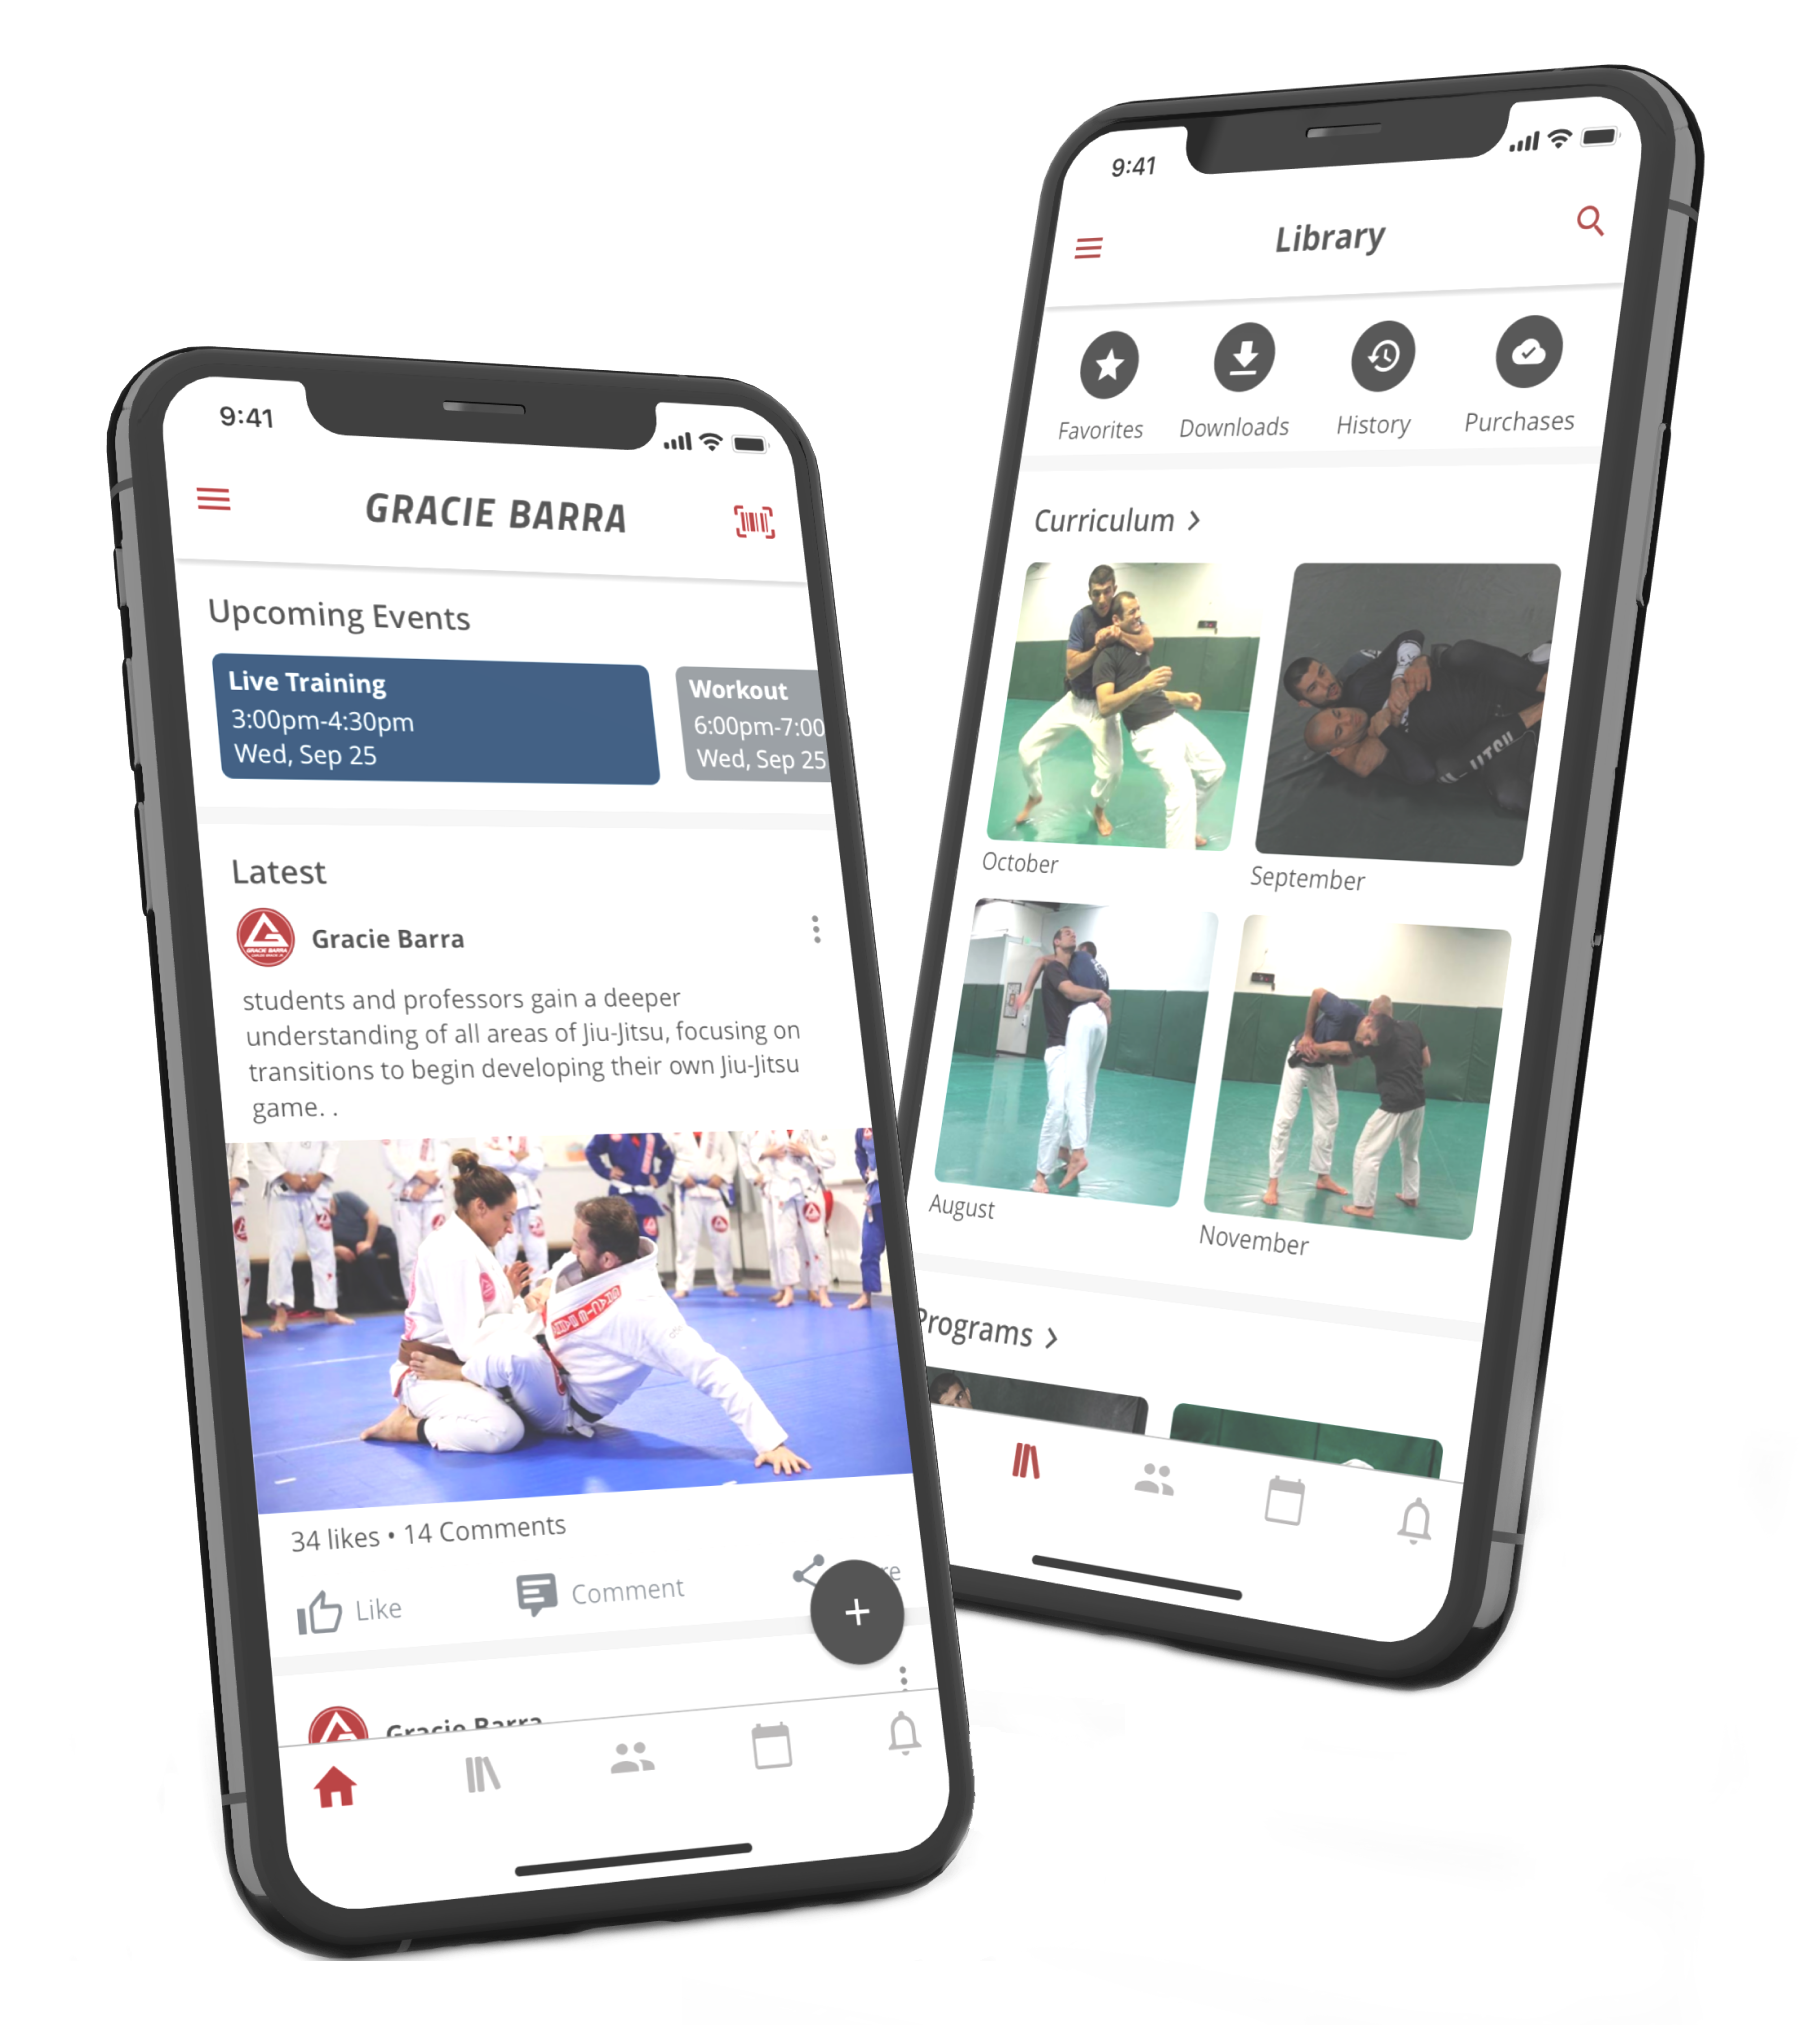 9:41
GRACIE BARRA
Upcoming Events
Live Training
3:00pm-4:30pm
Wed, Sep 25
Workout
6:00pm-7:00
Wed, Sep 25
Latest
GRACIE BARRA
Gracie Barra
students and professors gain a deeper
understanding of all areas of Jiu-Jitsu, focusing on
transitions to begin developing their own Jiu-Jitsu
game. .
34 likes • 14 Comments
Like
Comment
Gracie Barra
9:41
Library
Favorites
Downloads
History
Purchases
Curriculum >
October
September
August
November
Programs >